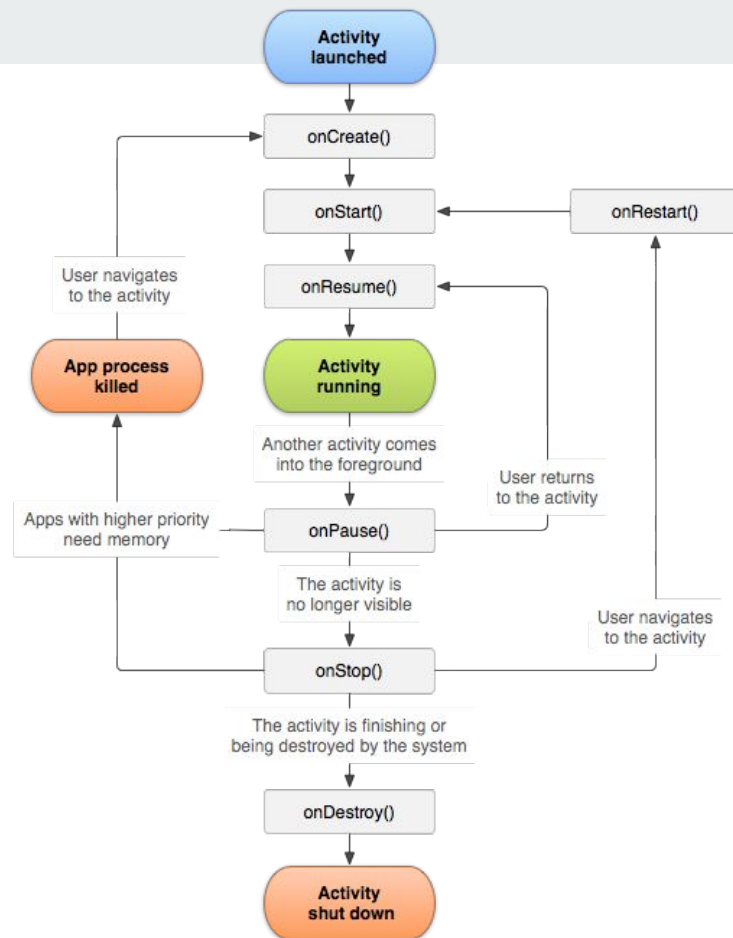 Activity
launched
onCreate()
onStart()
onRestart()
User navigates
to the activity
onResume()
App process
killed
Activity
running
Another activity comes
into the foreground
User returns
to the activity
Apps with higher priority
need memory
onPause()
The activity is
no longer visible
User navigates
to the activity
onStop()
The activity is finishing or
being destroyed by the system
onDestroy()
Activity
shut down